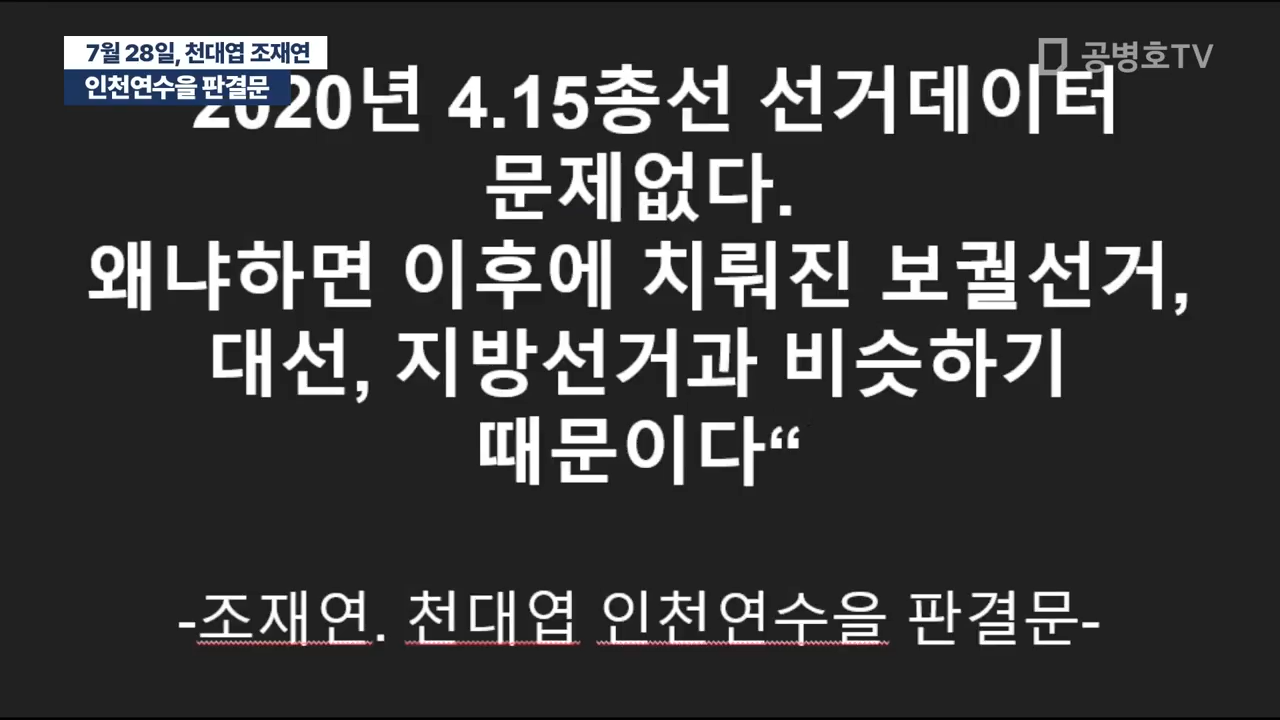 7월 28일, 천대엽 조재연
인천연수을 판결문
공병호TV
2020년 4.15총선 선거데이터
문제없다.
왜냐하면 이후에 치뤄진 보궐선거,
대선, 지방선거과 비슷하기
때문이다“
-조재연. 천대엽 인천연수을 판결문-